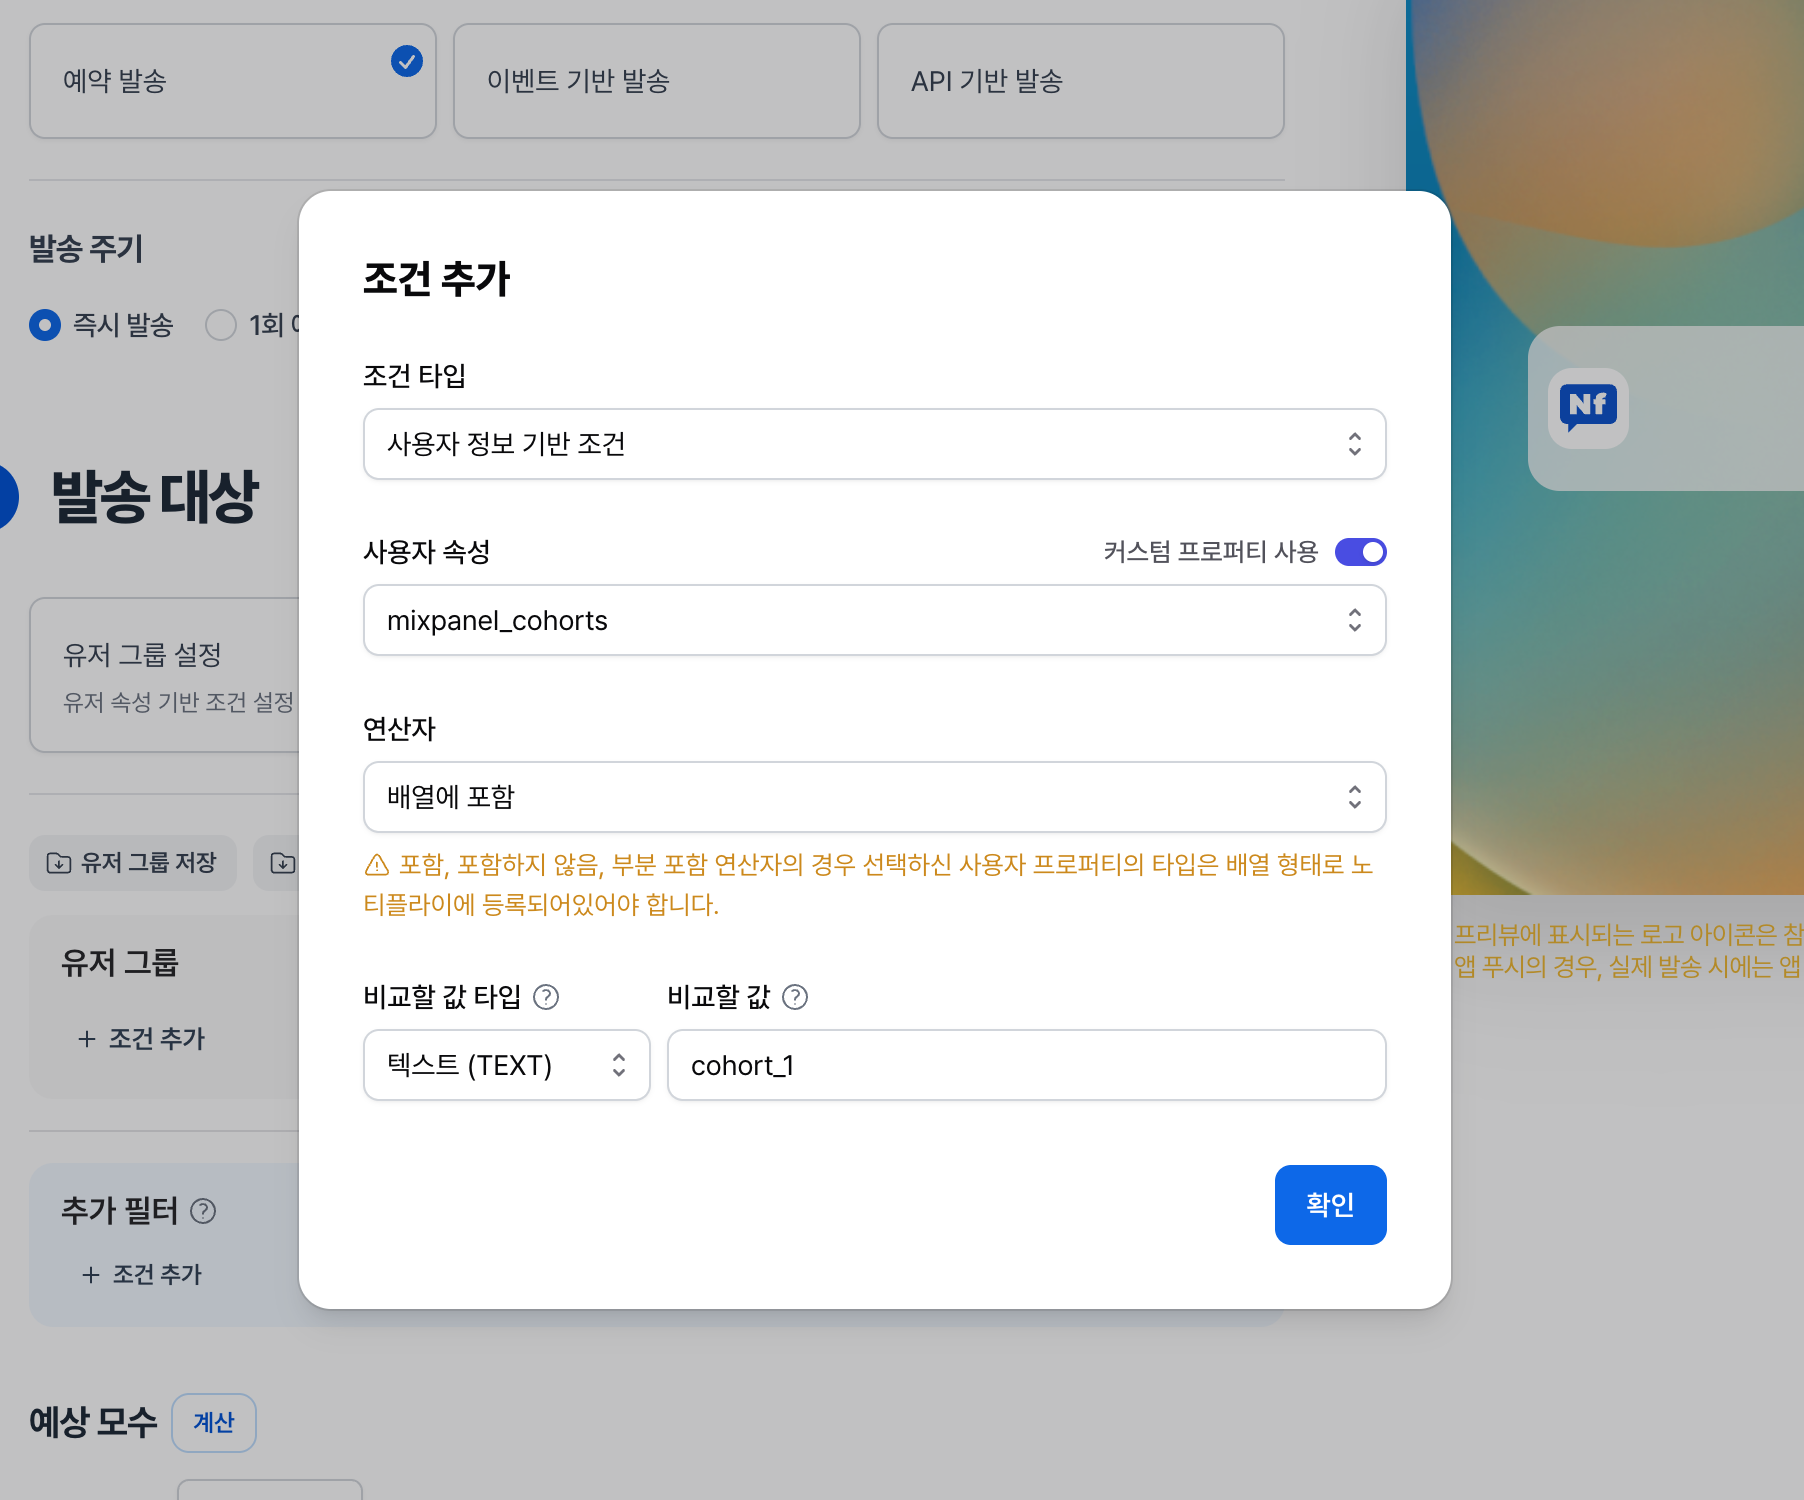 예약 발송
이벤트 기반 발송
API 기반 발송
발송 주기
즉시 발송
1회
발송 대상
유저 그룹 설정
유저 속성 기반 조건 설정
유저 그룹 저장
유저 그룹
+ 조건 추가
추가 필터
+ 조건 추가
예상 모수
계산
조건 추가
조건 타입
사용자 정보 기반 조건
사용자 속성
커스텀 프로퍼티 사용
mixpanel_cohorts
연산자
배열에 포함
포함, 포함하지 않음, 부분 포함 연산자의 경우 선택하신 사용자 프로퍼티의 타입은 배열 형태로 노
티플라이에 등록되어있어야 합니다.
비교할 값 타입
비교할 값
텍스트 (TEXT)
cohort_1
확인
Nf
프리뷰에 표시되는 로고 아이콘은 참
앱 푸시의 경우, 실제 발송 시에는 앱